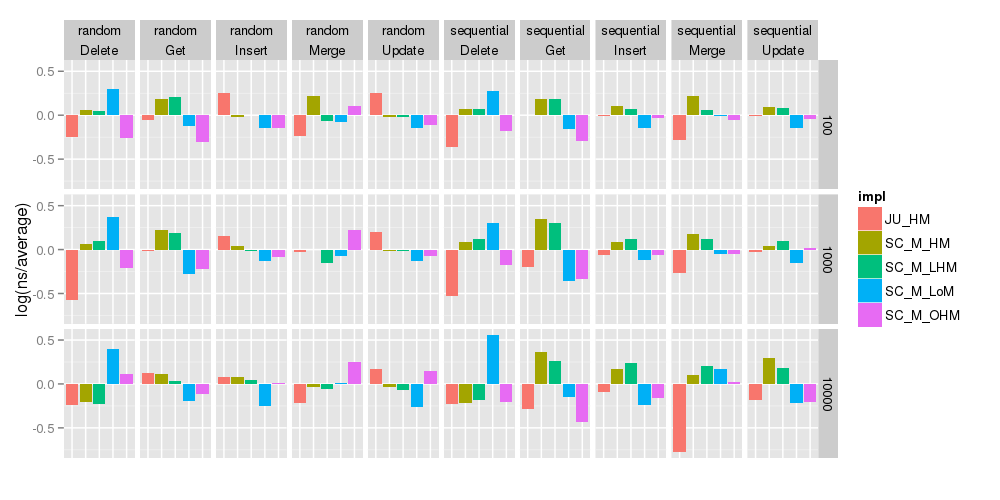 random random random random random sequential sequential sequential sequential sequential
Delete Get Insert Merge Update Delete Get Insert Merge Update
0.5
0.0
-0.5
100
0.5
0.0
-0.5
1000
0.5
0.0
-0.5
10000
log(ns/average)
impl
JU_HM
SC_M_HM
SC_M_LHM
SC_M_LoM
SC_M_OHM